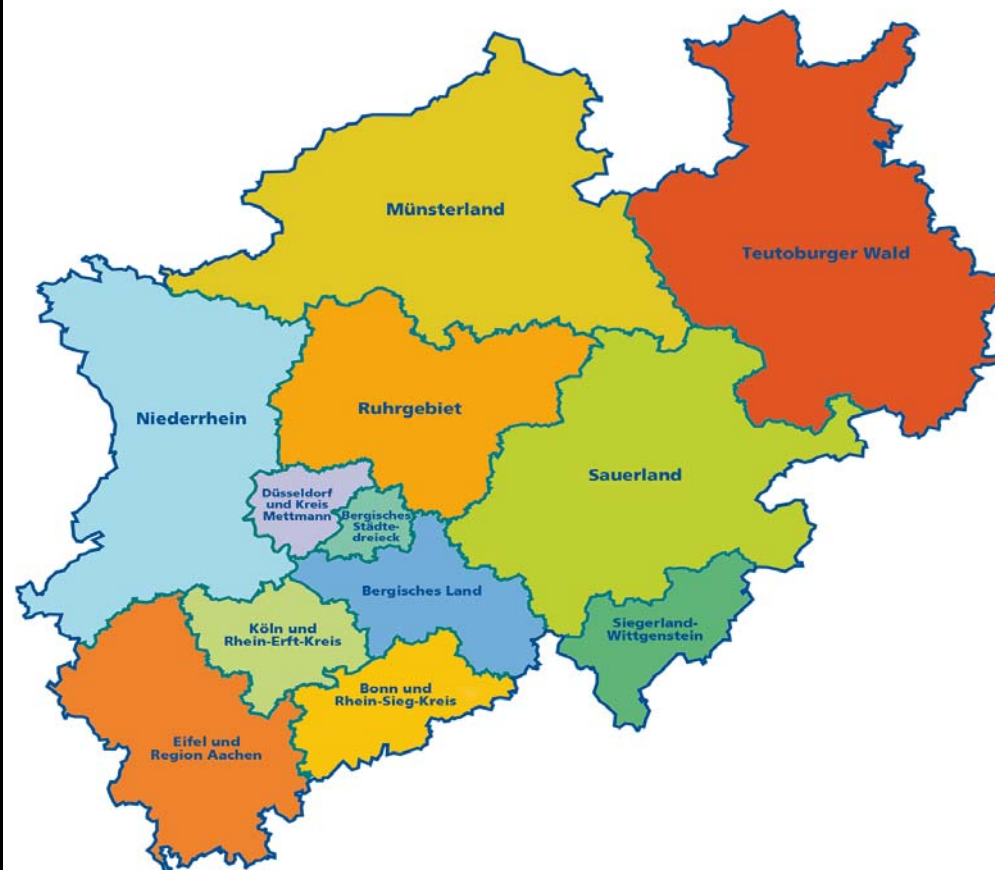 Münsterland
Teutoburger Wald
Niederrhein
Ruhrgebiet
Sauerland
Düsseldorf
und Kreis
Mettmann
Bergisches
Städte-
dreieck
Bergisches Land
Köln und
Rhein-Erft-Kreis
Siegerland-
Wittgenstein
Bonn und
Rhein-Sieg-Kreis
Eifel und
Region Aachen